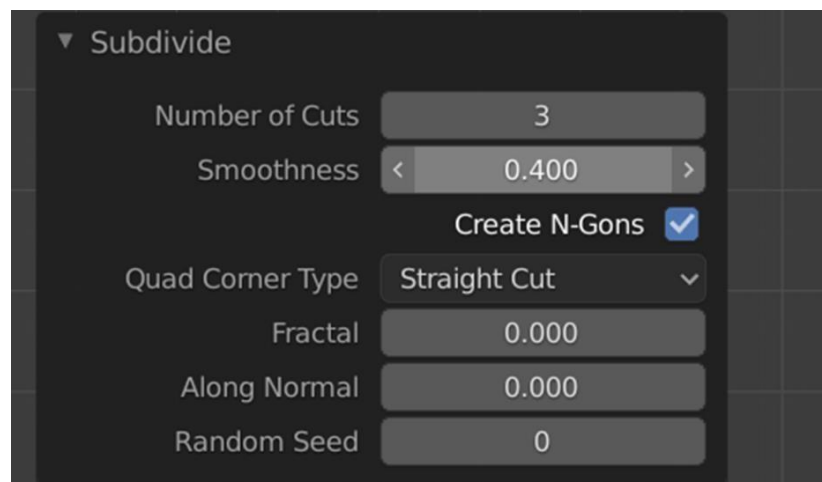 Subdivide
Number of Cuts 3
Smoothness 0.400
Create N-Gons
Quad Corner Type Straight Cut
Fractal 0.000
Along Normal 0.000
Random Seed 0